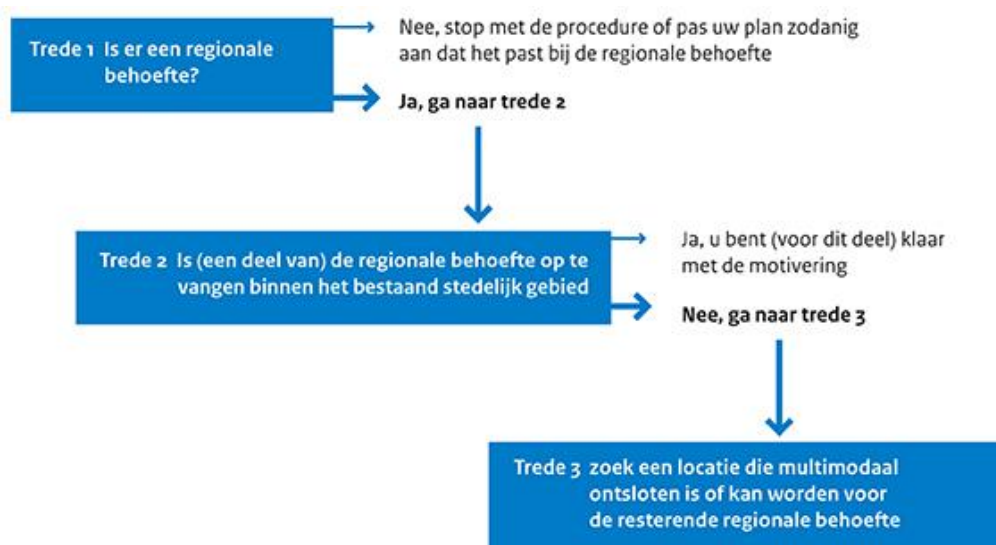 Trede 1 Is er een regionale
behoefte?
Nee, stop met de procedure of pas uw plan zodanig
aan dat het past bij de regionale behoefte
Ja, ga naar trede 2
Trede 2 Is (een deel van) de regionale behoefte op te
vangen binnen het bestaand stedelijk gebied
Ja, u bent (voor dit deel) klaar
met de motivering
Nee, ga naar trede 3
Trede 3 zoek een locatie die multimodaal
ontsloten is of kan worden voor
de resterende regionale behoefte